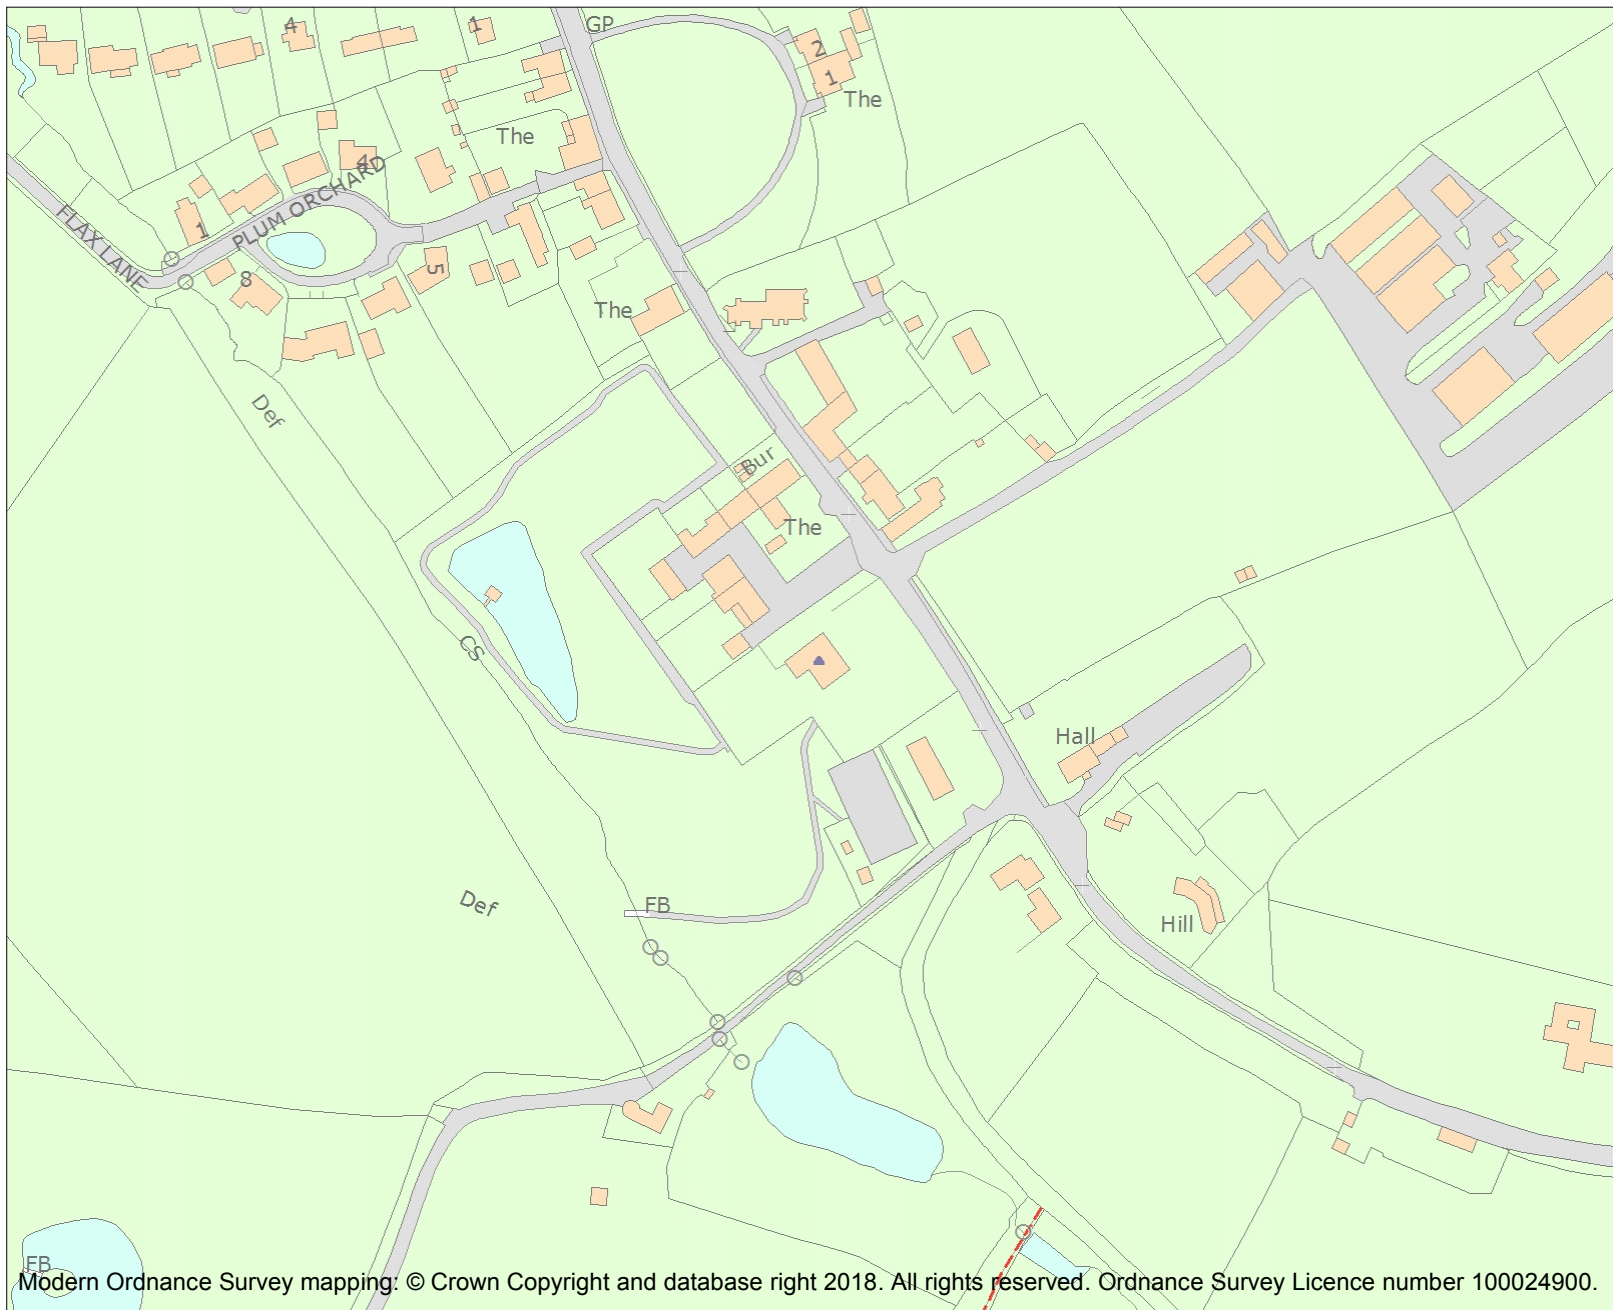 4
1
GP
2
1
The
The
4
PLUM ORCHARD
1
FLAX LANE
8
5
The
Def
Bur
The
CS
Hall
Def
FB
Hill
FB
Modern Ordnance Survey mapping: © Crown Copyright and database right 2018. All rights reserved. Ordnance Survey Licence number 100024900.